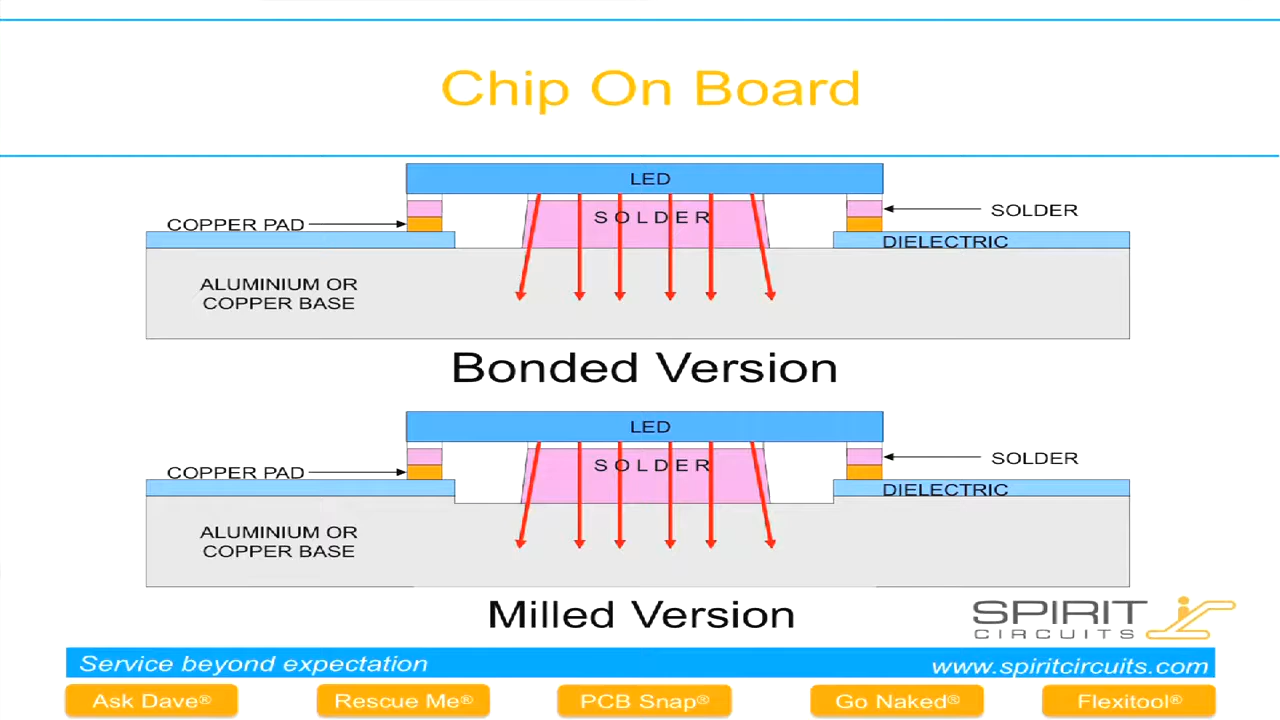 Chip On Board
LED
SOLDER
COPPER PAD
SOLDER
DIELECTRIC
ALUMINIUM OR
COPPER BASE
Bonded Version
LED
SOLDER
COPPER PAD
SOLDER
DIELECTRIC
ALUMINIUM OR
COPPER BASE
Milled Version
SPIRIT
CIRCUITS
Service beyond expectation
www.spiritcircuits.com
Ask Dave®
Rescue Me®
PCB Snap®
Go Naked®
Flexitool®